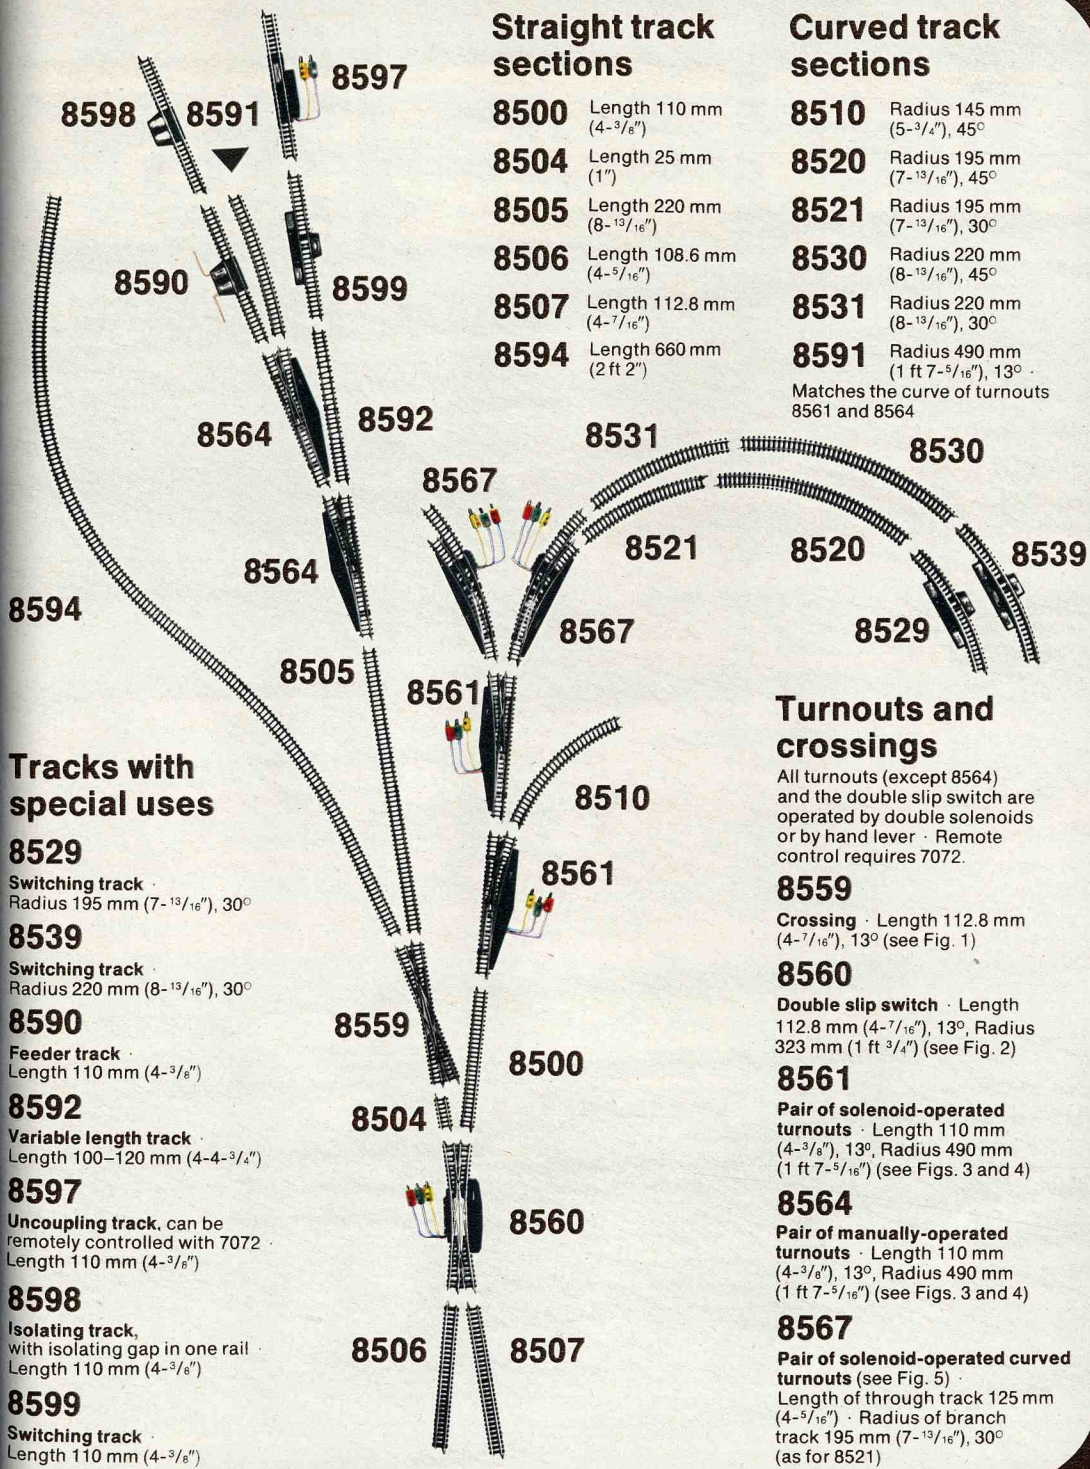 8597
8598
8591
8590
8599
8592
8564
8564
8594
8505
8567
8567
8531
8530
8521
8520
8539
8529
8561
8510
8561
8559
8500
8504
8560
8506
8507
Straight track
sections
8500 Length 110 mm
(4-3/8")
8504 Length 25 mm
(1")
8505 Length 220 mm
(8-13/16")
8506 Length 108.6 mm
(4-5/16")
8507 Length 112.8 mm
(4-7/16")
8594 Length 660 mm
(2 ft 2")
Curved track
sections
8510 Radius 145 mm
(5-3/4"), 45°
8520 Radius 195 mm
(7-13/16"), 45°
8521 Radius 195 mm
(7-13/16"), 30°
8530 Radius 220 mm
(8-13/16"), 45°
8531 Radius 220 mm
(8-13/16"), 30°
8591 Radius 490 mm
(1 ft 7-5/16"), 13° ·
Matches the curve of turnouts
8561 and 8564
Tracks with
special uses
8529
Switching track ·
Radius 195 mm (7-13/16"), 30°
8539
Switching track ·
Radius 220 mm (8-13/16"), 30°
8590
Feeder track ·
Length 110 mm (4-3/8")
8592
Variable length track ·
Length 100–120 mm (4-4-3/4")
8597
Uncoupling track, can be
remotely controlled with 7072 ·
Length 110 mm (4-3/8")
8598
Isolating track,
with isolating gap in one rail ·
Length 110 mm (4-3/8")
8599
Switching track ·
Length 110 mm (4-3/8")
Turnouts and
crossings
All turnouts (except 8564)
and the double slip switch are
operated by double solenoids
or by hand lever · Remote
control requires 7072.
8559
Crossing · Length 112.8 mm
(4-7/16"), 13° (see Fig. 1)
8560
Double slip switch · Length
112.8 mm (4-7/16"), 13°, Radius
323 mm (1 ft 3/4") (see Fig. 2)
8561
Pair of solenoid-operated
turnouts · Length 110 mm
(4-3/8"), 13°, Radius 490 mm
(1 ft 7-5/16") (see Figs. 3 and 4)
8564
Pair of manually-operated
turnouts · Length 110 mm
(4-3/8"), 13°, Radius 490 mm
(1 ft 7-5/16") (see Figs. 3 and 4)
8567
Pair of solenoid-operated curved
turnouts (see Fig. 5) ·
Length of through track 125 mm
(4-5/16") · Radius of branch
track 195 mm (7-13/16"), 30°
(as for 8521)